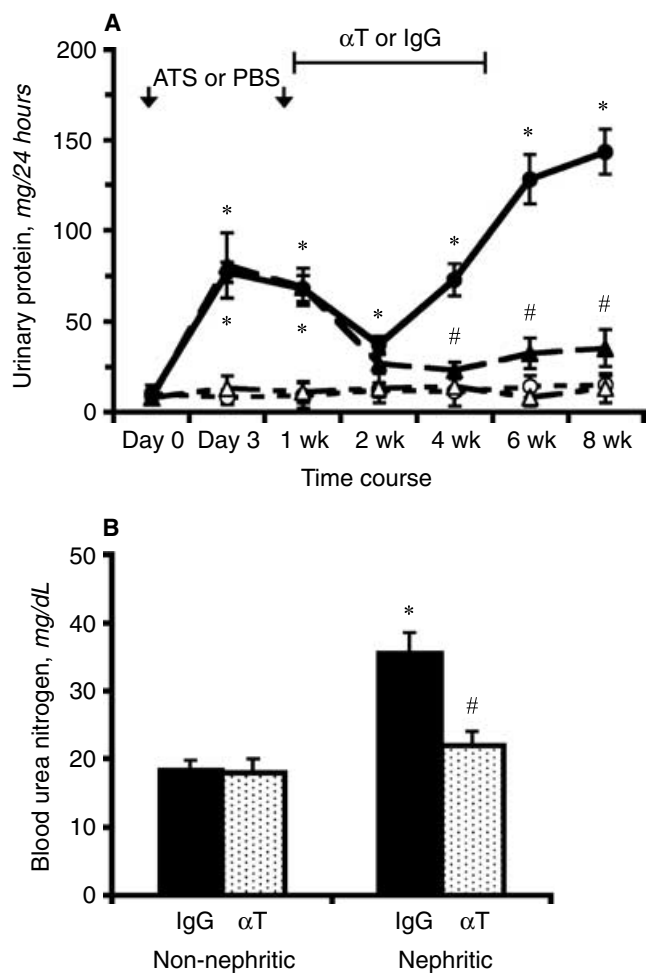 A
αT or IgG
200
ATS or PBS
150
100
50
0
Urinary protein, mg/24 hours
* * * * * * * *
* *
# # #
Day 0 Day 3 1 wk 2 wk 4 wk 6 wk 8 wk
Time course
B
50
40
30
20
10
0
Blood urea nitrogen, mg/dL
*
#
IgG αT IgG αT
Non-nephritic Nephritic